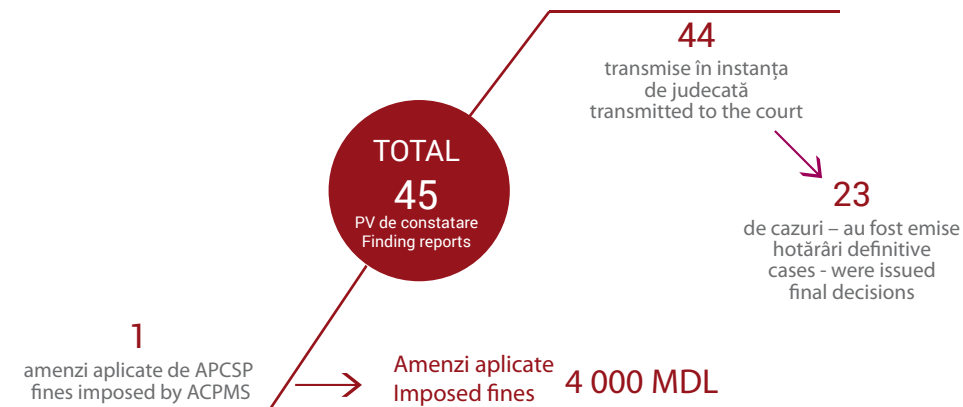 44
transmise în instanța
de judecată
transmitted to the court
TOTAL
45
PV de constatare
Finding reports
23
de cazuri – au fost emise
hotărâri definitive
cases - were issued
final decisions
1
amenzi aplicate de APCSP
fines imposed by ACPMS
Amenzi aplicate
Imposed fines
4 000 MDL